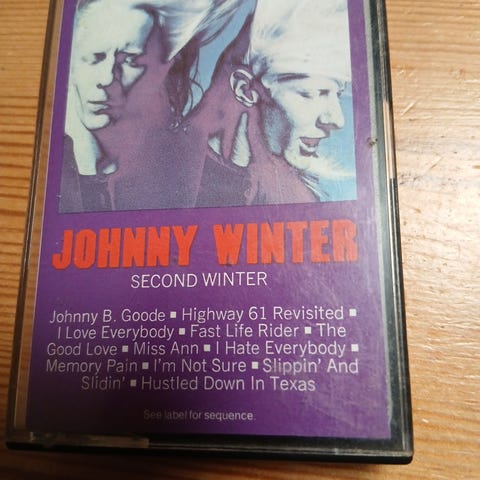 JOHNNY WINTER
SECOND WINTER
Johnny B. Goode ▪ Highway 61 Revisited ▪
I Love Everybody ▪ Fast Life Rider ▪ The
Good Love ▪ Miss Ann ▪ I Hate Everybody ▪
Memory Pain ▪ I'm Not Sure ▪ Slippin' And
Slidin' ▪ Hustled Down In Texas
See label for sequence.